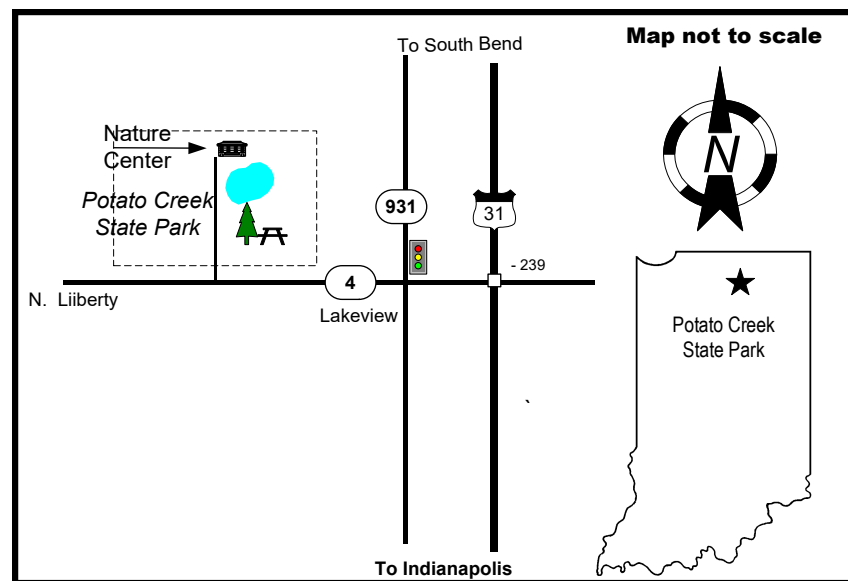 To South Bend
Map not to scale
N
Nature
Center
Potato Creek
State Park
931
31
- 239
4
N.  Liiberty
Lakeview
Potato Creek
State Park
`
To Indianapolis